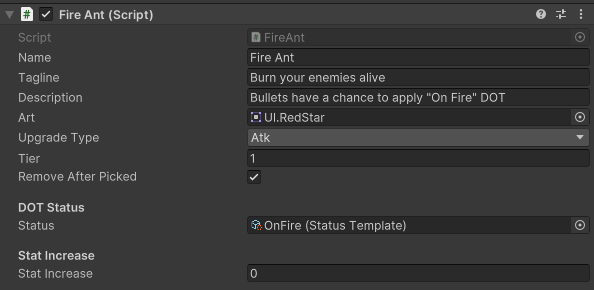 Fire Ant (Script)
Script FireAnt
Name Fire Ant
Tagline Burn your enemies alive
Description Bullets have a chance to apply "On Fire" DOT
Art UI.RedStar
Upgrade Type Atk
Tier 1
Remove After Picked
DOT Status
Status OnFire (Status Template)
Stat Increase
Stat Increase 0